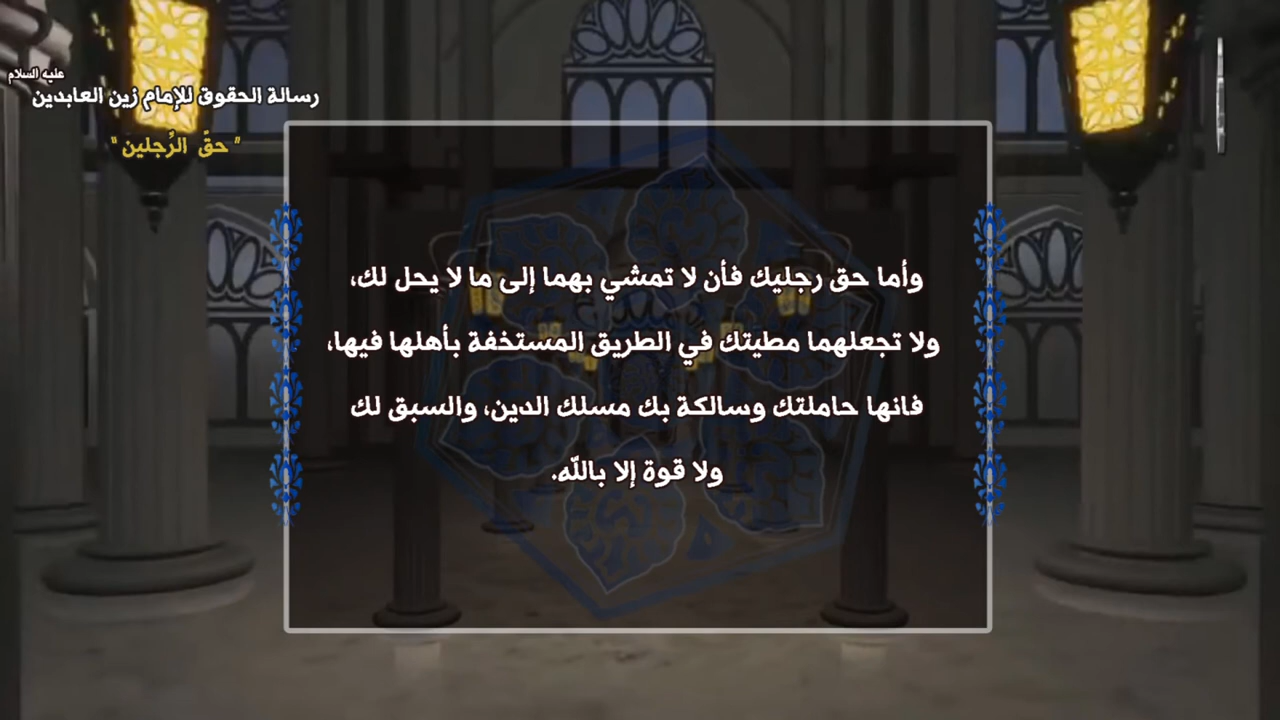 عليه السلام
رسالة الحقوق للإمام زين العابدين
"حقّ الرِّجلين"
وأما حق رجليك فأن لا تمشي بهما إلى ما لا يحل لك،
ولا تجعلهما مطيتك في الطريق المستخفة بأهلها فيها،
فانها حاملتك وسالكة بك مسلك الدين، والسبق لك
ولا قوة إلا بالله.